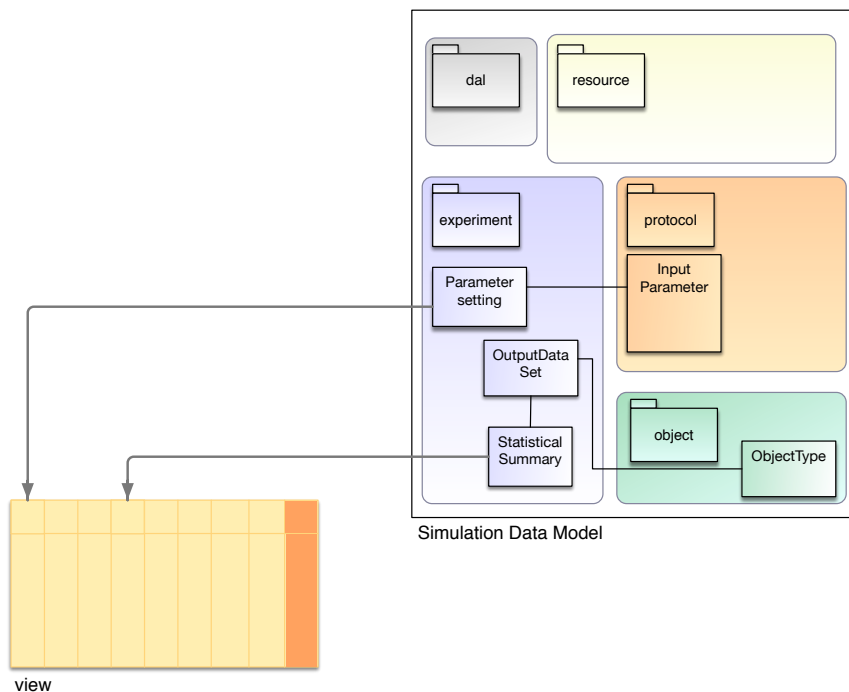 dal
resource
experiment
protocol
Parameter
setting
Input
Parameter
OutputData
Set
Statistical
Summary
object
ObjectType
Simulation Data Model
view